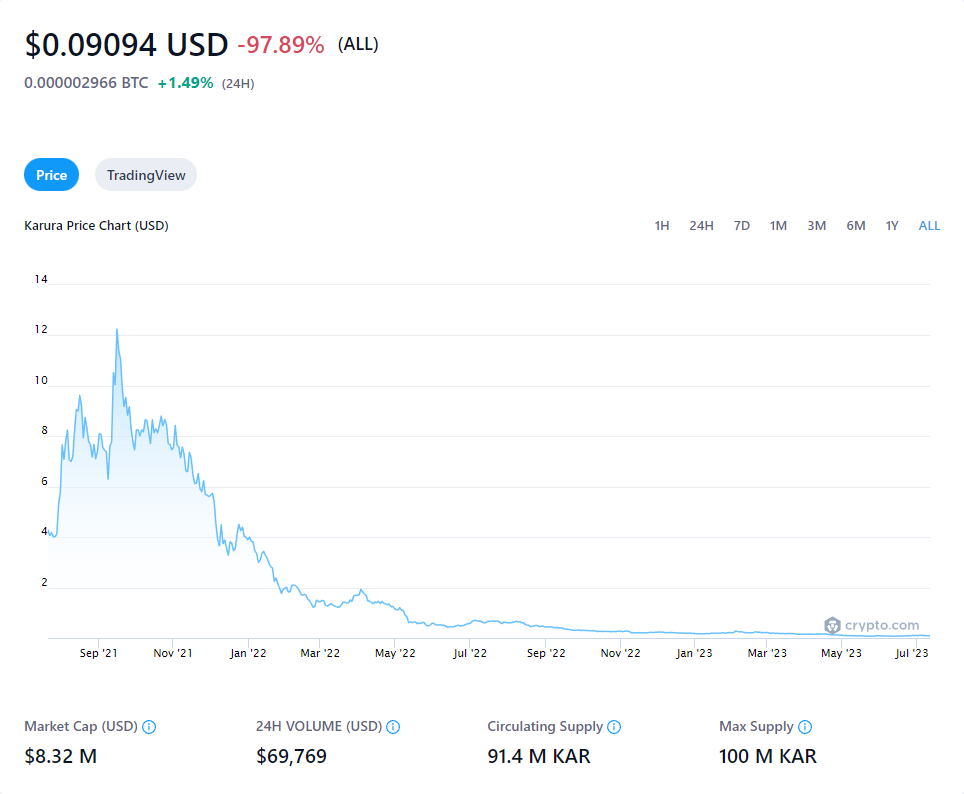 $0.09094 USD -97.89% (ALL)
0.000002966 BTC +1.49% (24H)
Price TradingView
Karura Price Chart (USD) 1H 24H 7D 1M 3M 6M 1Y ALL
14
12
10
8
6
4
2
crypto.com
Sep '21 Nov '21 Jan '22 Mar '22 May '22 Jul '22 Sep '22 Nov '22 Jan '23 Mar '23 May '23 Jul '23
Market Cap (USD) 24H VOLUME (USD) Circulating Supply Max Supply
$8.32 M $69,769 91.4 M KAR 100 M KAR